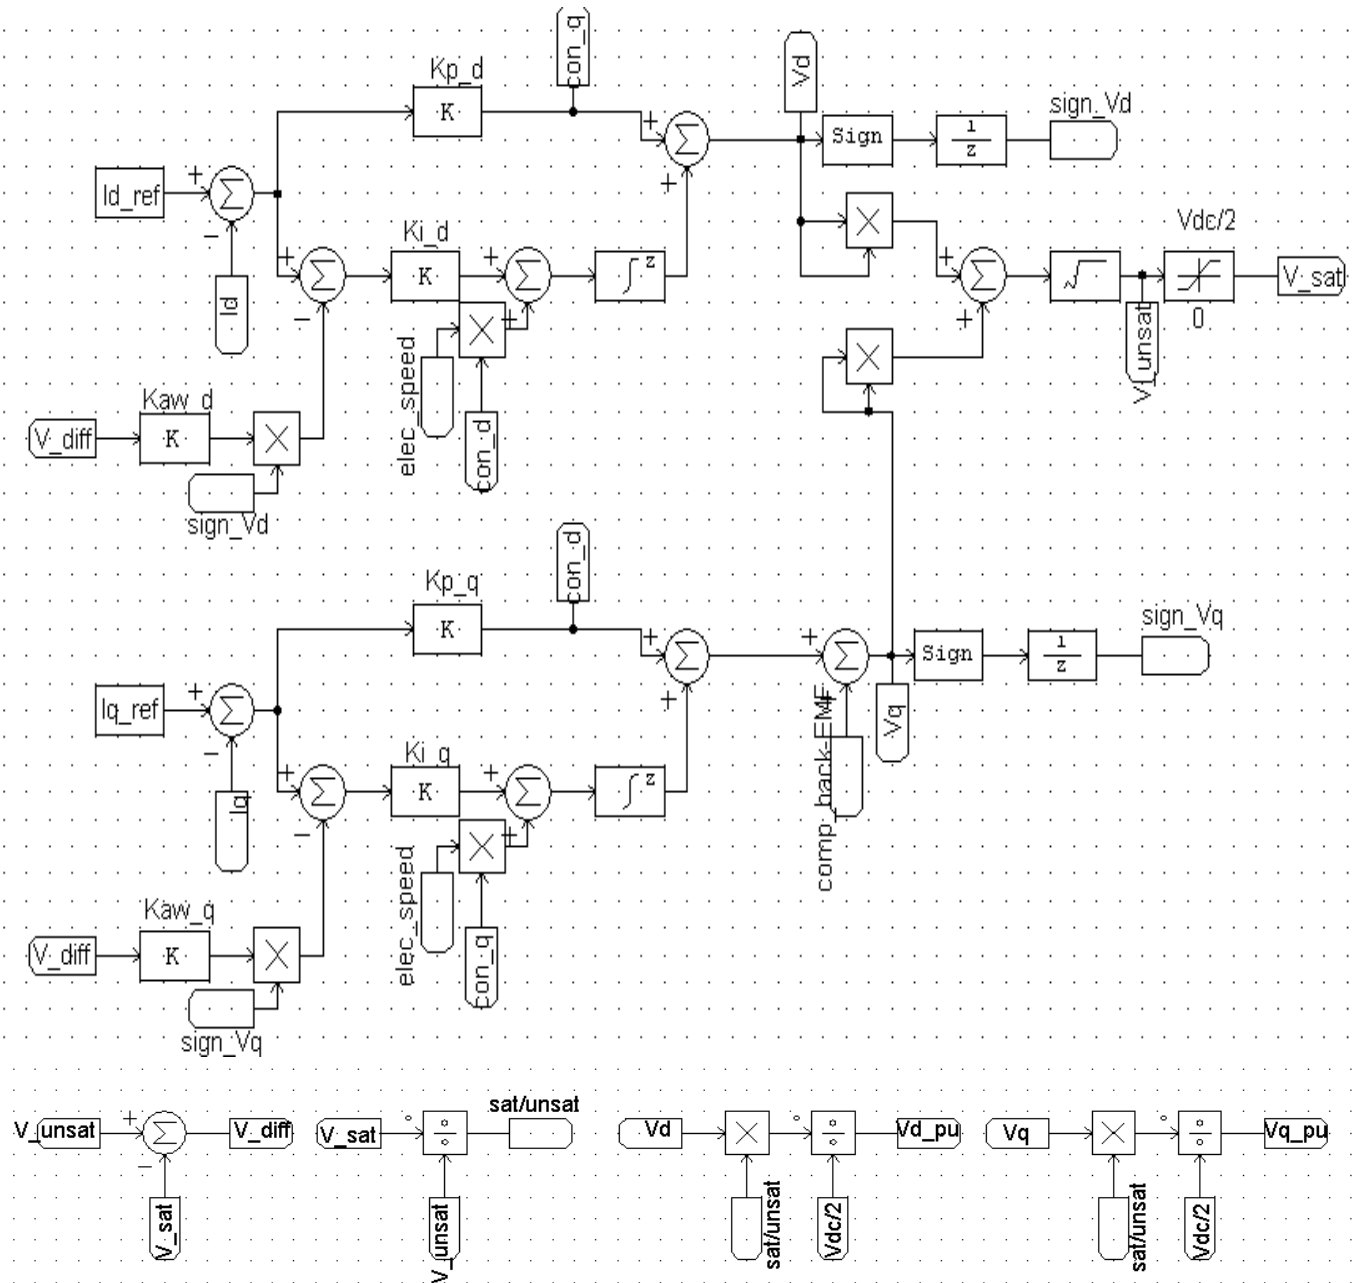 con_q
Kp_d
K
Vd
Sign
1
z
sign_Vd
Id_ref
Id
Ki_d
K
z
Vdc/2
V_sat
0
V_unsat
elec_speed
con_d
Kaw_d
V_diff
K
sign_Vd
con_d
Kp_q
K
sign_Vq
Sign
1
z
Iq_ref
Iq
Ki_q
K
z
comp_back-EMF
Vq
elec_speed
con_q
Kaw_q
V_diff
K
sign_Vq
V_unsat
V_diff
V_sat
V_sat
sat/unsat
V_unsat
Vd
Vd_pu
sat/unsat
Vdc/2
Vq
Vq_pu
sat/unsat
Vdc/2